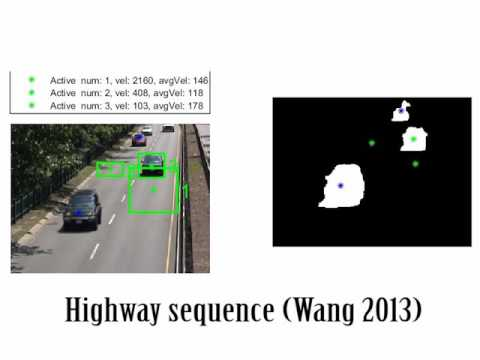 Active num: 1, vel: 2160, avgVel: 146
Active num: 2, vel: 408, avgVel: 118
Active num: 3, vel: 103, avgVel: 178
1
Highway sequence (Wang 2013)